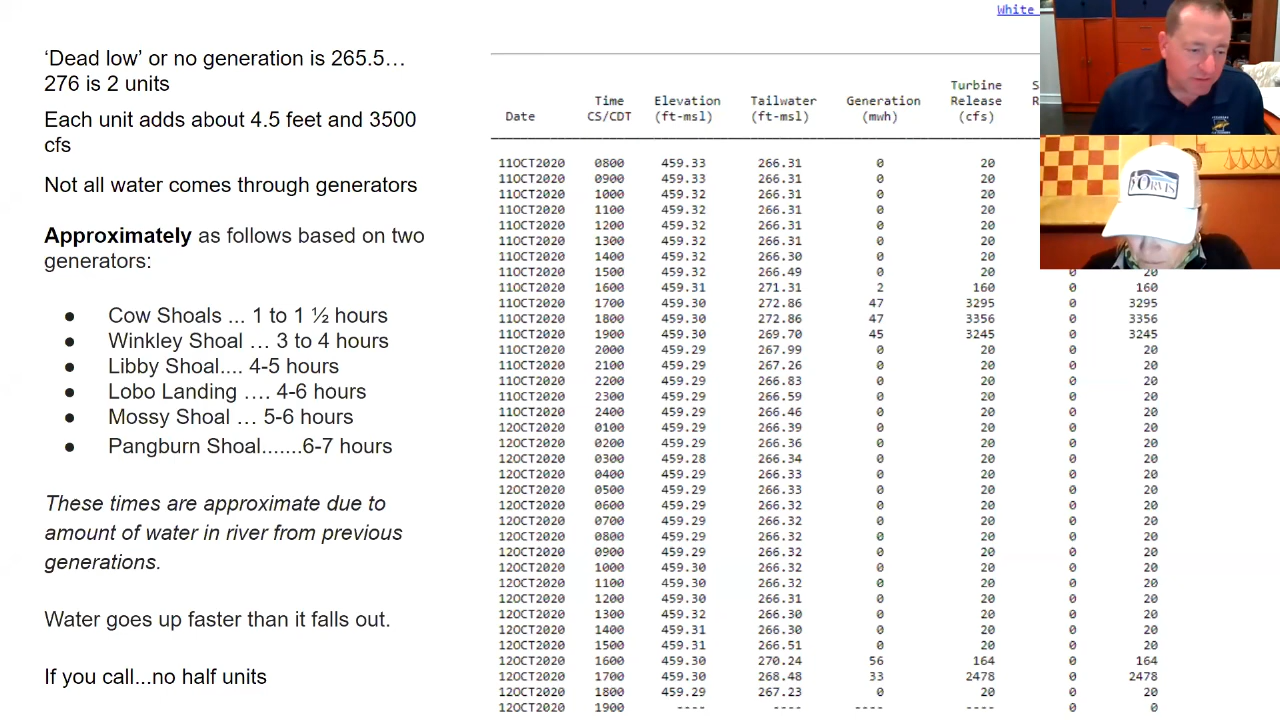 White
'Dead low' or no generation is 265.5…
276 is 2 units
Each unit adds about 4.5 feet and 3500
cfs
Not all water comes through generators
Approximately as follows based on two
generators:
● Cow Shoals ... 1 to 1 ½ hours
● Winkley Shoal … 3 to 4 hours
● Libby Shoal.... 4-5 hours
● Lobo Landing …. 4-6 hours
● Mossy Shoal … 5-6 hours
● Pangburn Shoal.......6-7 hours
These times are approximate due to
amount of water in river from previous
generations.
Water goes up faster than it falls out.
If you call...no half units
Turbine
Time Elevation Tailwater Generation Release S
Date CS/CDT (ft-msl) (ft-msl) (mwh) (cfs) R
11OCT2020 0800 459.33 266.31 0 20
11OCT2020 0900 459.33 266.31 0 20
11OCT2020 1000 459.32 266.31 0 20
11OCT2020 1100 459.32 266.31 0 20
11OCT2020 1200 459.32 266.31 0 20
11OCT2020 1300 459.32 266.31 0 20
11OCT2020 1400 459.32 266.30 0 20
11OCT2020 1500 459.32 266.49 0 20 0 20
11OCT2020 1600 459.31 271.31 2 160 0 160
11OCT2020 1700 459.30 272.86 47 3295 0 3295
11OCT2020 1800 459.30 272.86 47 3356 0 3356
11OCT2020 1900 459.30 269.70 45 3245 0 3245
11OCT2020 2000 459.29 267.99 0 20 0 20
11OCT2020 2100 459.29 267.26 0 20 0 20
11OCT2020 2200 459.29 266.83 0 20 0 20
11OCT2020 2300 459.29 266.59 0 20 0 20
11OCT2020 2400 459.29 266.46 0 20 0 20
12OCT2020 0100 459.29 266.39 0 20 0 20
12OCT2020 0200 459.29 266.36 0 20 0 20
12OCT2020 0300 459.28 266.34 0 20 0 20
12OCT2020 0400 459.29 266.33 0 20 0 20
12OCT2020 0500 459.29 266.33 0 20 0 20
12OCT2020 0600 459.29 266.32 0 20 0 20
12OCT2020 0700 459.29 266.32 0 20 0 20
12OCT2020 0800 459.29 266.32 0 20 0 20
12OCT2020 0900 459.29 266.32 0 20 0 20
12OCT2020 1000 459.30 266.32 0 20 0 20
12OCT2020 1100 459.30 266.32 0 20 0 20
12OCT2020 1200 459.30 266.31 0 20 0 20
12OCT2020 1300 459.32 266.30 0 20 0 20
12OCT2020 1400 459.31 266.30 0 20 0 20
12OCT2020 1500 459.31 266.51 0 20 0 20
12OCT2020 1600 459.30 270.24 56 164 0 164
12OCT2020 1700 459.30 268.48 33 2478 0 2478
12OCT2020 1800 459.29 267.23 0 20 0 20
12OCT2020 1900 ---- ---- ---- ---- 0 0
ORVIS